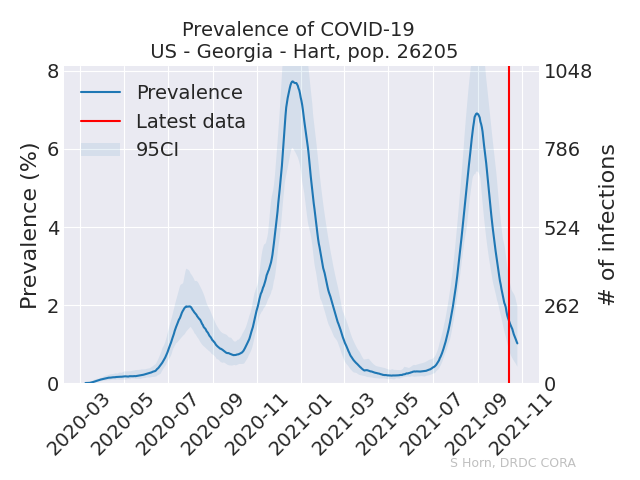 Prevalence of COVID-19
US - Georgia - Hart, pop. 26205
Prevalence
Latest data
95CI
Prevalence (%)
8
6
4
2
0
1048
786
524
262
0
# of infections
2020-03
2020-05
2020-07
2020-09
2020-11
2021-01
2021-03
2021-05
2021-07
2021-09
2021-11
S Horn, DRDC CORA